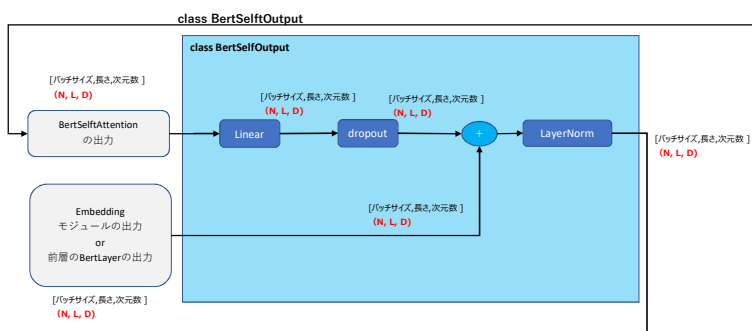 class BertSelftOutput
class BertSelfOutput
[バッチサイズ,長さ,次元数 ]
(N, L, D)
[バッチサイズ,長さ,次元数 ]
(N, L, D)
[バッチサイズ,長さ,次元数 ]
(N, L, D)
BertSelftAttention
の出力
Linear
dropout
+
LayerNorm
[バッチサイズ,長さ,次元数 ]
(N, L, D)
[バッチサイズ,長さ,次元数 ]
(N, L, D)
Embedding
モジュールの出力
or
前層のBertLayerの出力
[バッチサイズ,長さ,次元数 ]
(N, L, D)